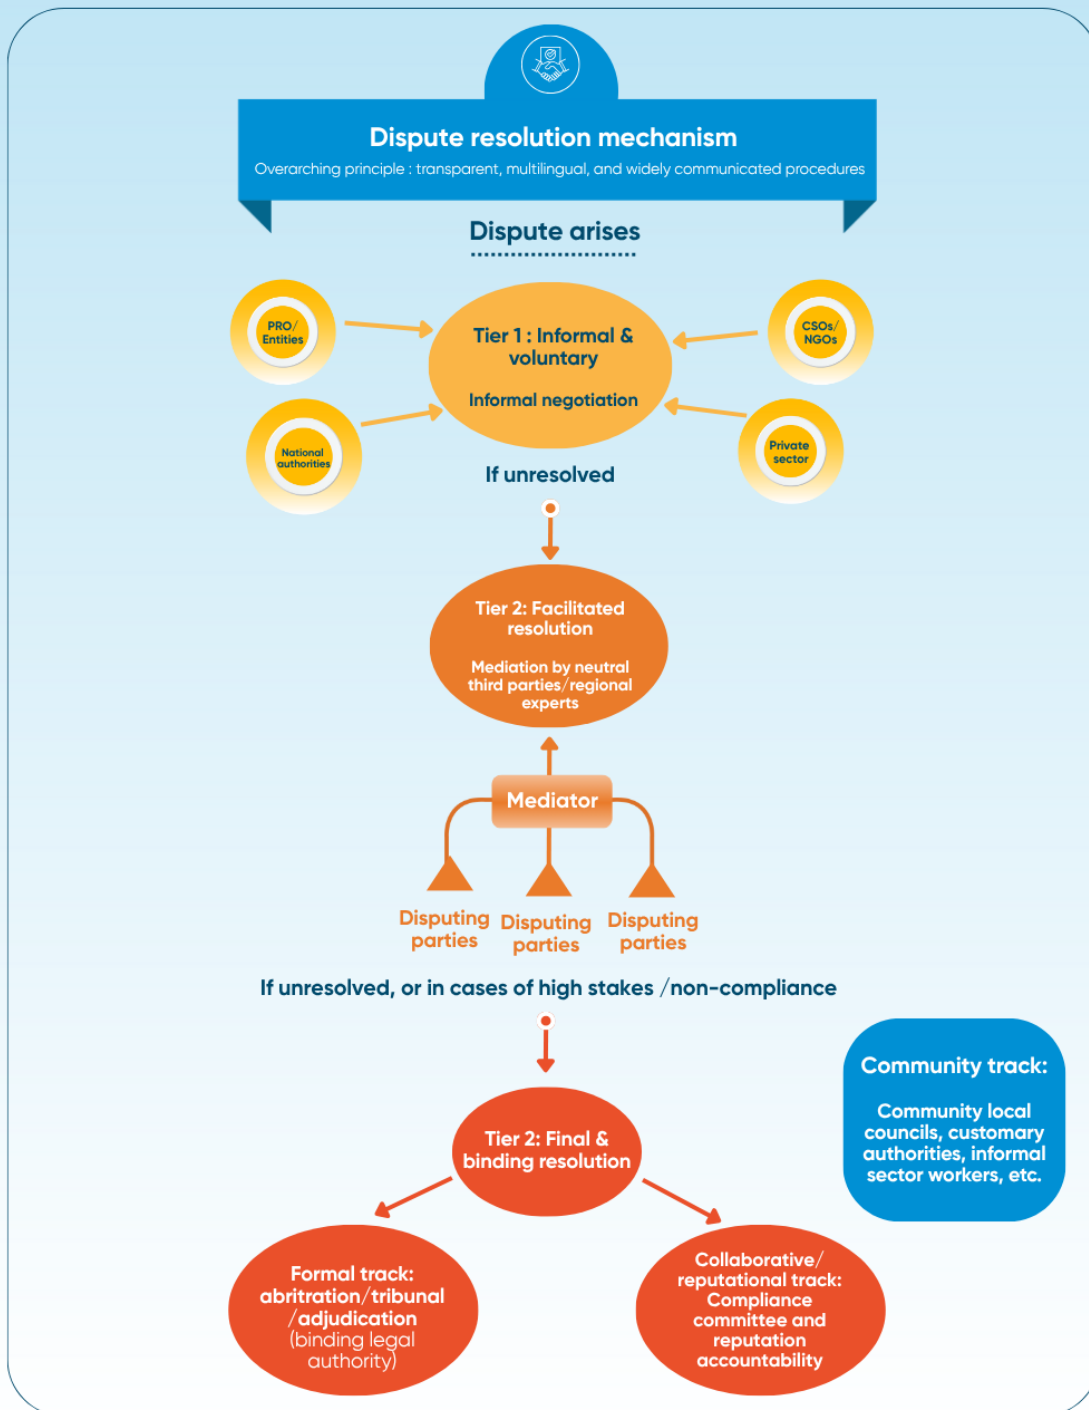 Dispute resolution mechanism
Overarching principle : transparent, multilingual, and widely communicated procedures
Dispute arises
PRO/
Entities
CSOs/
NGOs
Tier 1 : Informal &
voluntary
Informal negotiation
National
authorities
Private
sector
If unresolved
Tier 2: Facilitated
resolution
Mediation by neutral
third parties/regional
experts
Mediator
Disputing
parties
Disputing
parties
Disputing
parties
If unresolved, or in cases of high stakes /non-compliance
Community track:
Community local
councils, customary
authorities, informal
sector workers, etc.
Tier 2: Final &
binding resolution
Formal track:
abritration/tribunal
/adjudication
(binding legal
authority)
Collaborative/
reputational track:
Compliance
committee and
reputation
accountability